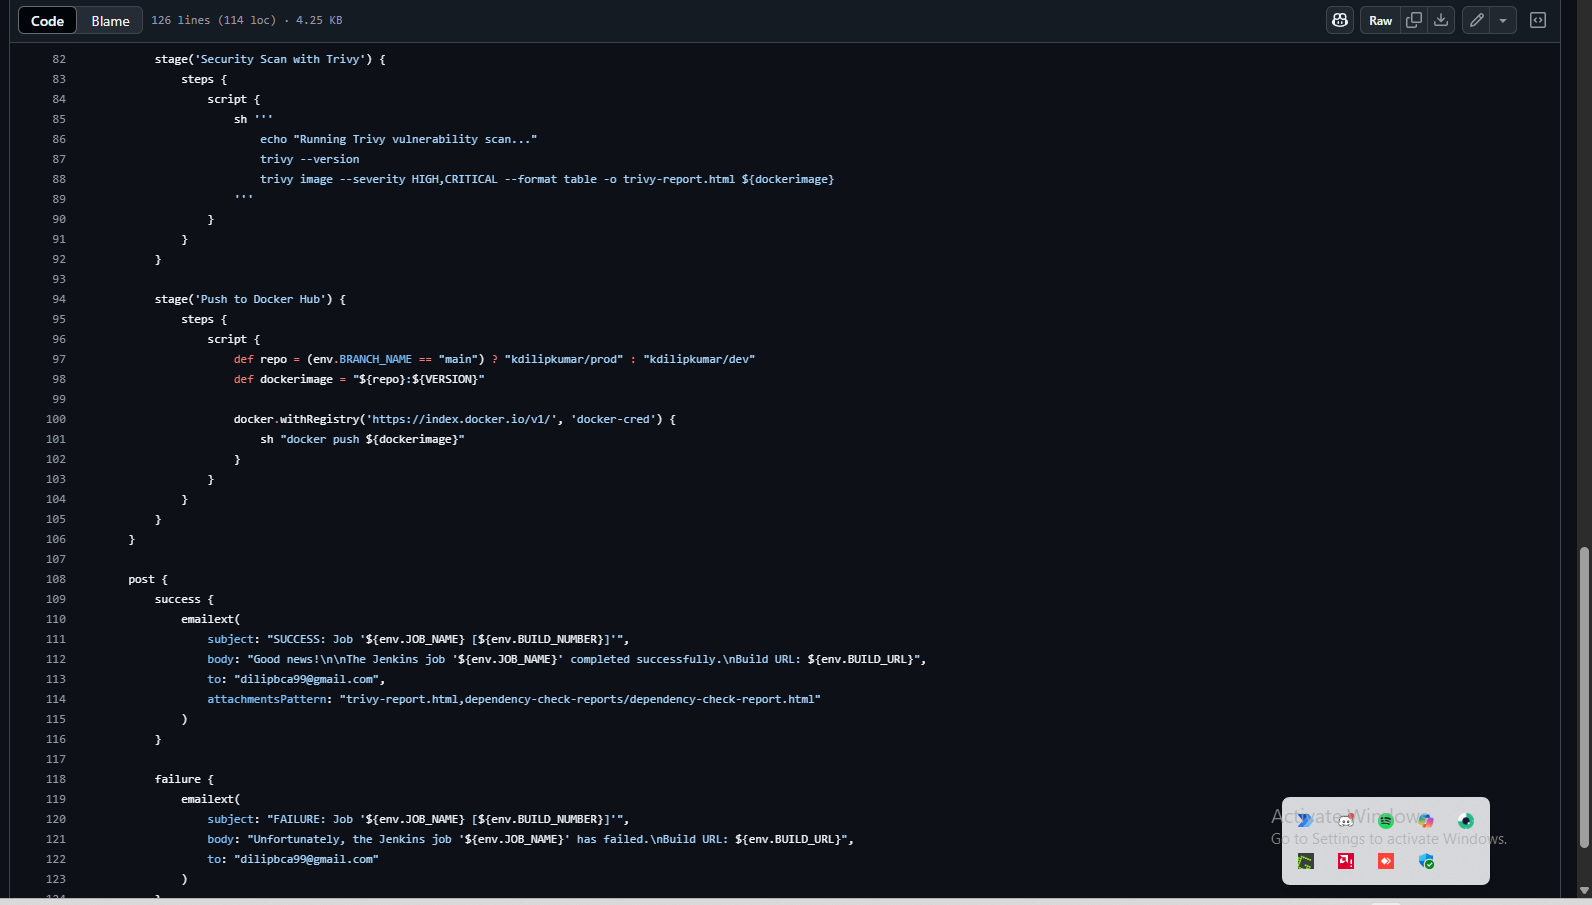 Code Blame 126 lines (114 loc) · 4.25 KB Raw
82 stage('Security Scan with Trivy') {
83 steps {
84 script {
85 sh '''
86 echo "Running Trivy vulnerability scan..."
87 trivy --version
88 trivy image --severity HIGH,CRITICAL --format table -o trivy-report.html ${dockerimage}
89 '''
90 }
91 }
92 }
93
94 stage('Push to Docker Hub') {
95 steps {
96 script {
97 def repo = (env.BRANCH_NAME == "main") ? "kdilipkumar/prod" : "kdilipkumar/dev"
98 def dockerimage = "${repo}:${VERSION}"
99
100 docker.withRegistry('https://index.docker.io/v1/', 'docker-cred') {
101 sh "docker push ${dockerimage}"
102 }
103 }
104 }
105 }
106 }
107
108 post {
109 success {
110 emailext(
111 subject: "SUCCESS: Job '${env.JOB_NAME} [${env.BUILD_NUMBER}]'",
112 body: "Good news!\n\nThe Jenkins job '${env.JOB_NAME}' completed successfully.\nBuild URL: ${env.BUILD_URL}",
113 to: "dilipbca99@gmail.com",
114 attachmentsPattern: "trivy-report.html,dependency-check-reports/dependency-check-report.html"
115 )
116 }
117
118 failure {
119 emailext(
120 subject: "FAILURE: Job '${env.JOB_NAME} [${env.BUILD_NUMBER}]'",
121 body: "Unfortunately, the Jenkins job '${env.JOB_NAME}' has failed.\nBuild URL: ${env.BUILD_URL}",
122 to: "dilipbca99@gmail.com"
123 )
124 }
Activate Windows
Go to Settings to activate Windows.